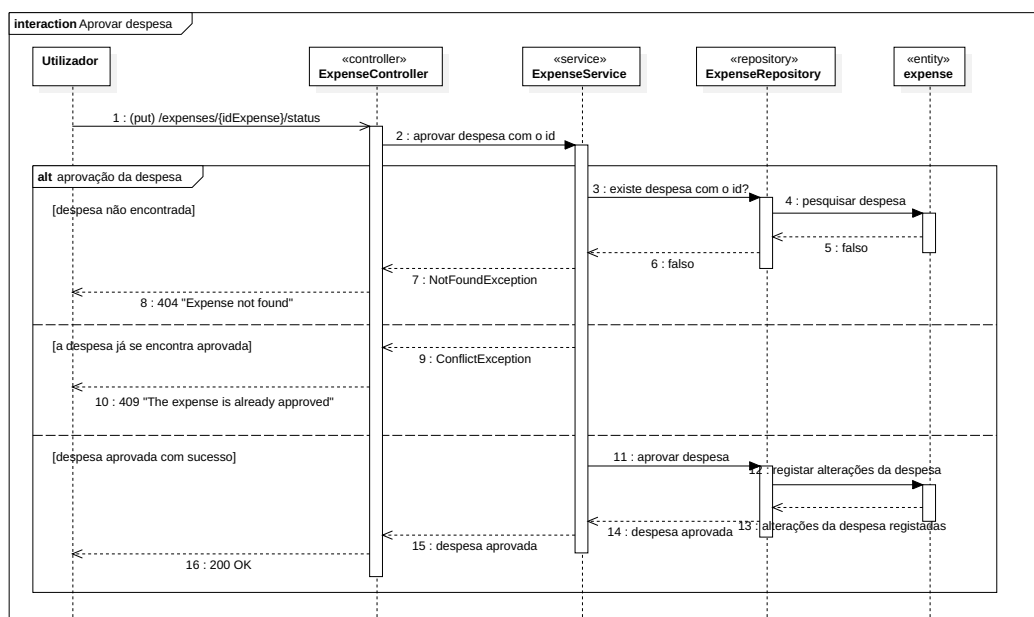 interaction Aprovar despesa
Utilizador
«controller»
ExpenseController
«service»
ExpenseService
«repository»
ExpenseRepository
«entity»
expense
1 : (put) /expenses/{idExpense}/status
2 : aprovar despesa com o id
alt aprovação da despesa
3 : existe despesa com o id?
4 : pesquisar despesa
[despesa não encontrada]
5 : falso
6 : falso
7 : NotFoundException
8 : 404 "Expense not found"
[a despesa já se encontra aprovada]
9 : ConflictException
10 : 409 "The expense is already approved"
[despesa aprovada com sucesso]
11 : aprovar despesa
12 : registar alterações da despesa
13 : alterações da despesa registadas
14 : despesa aprovada
15 : despesa aprovada
16 : 200 OK